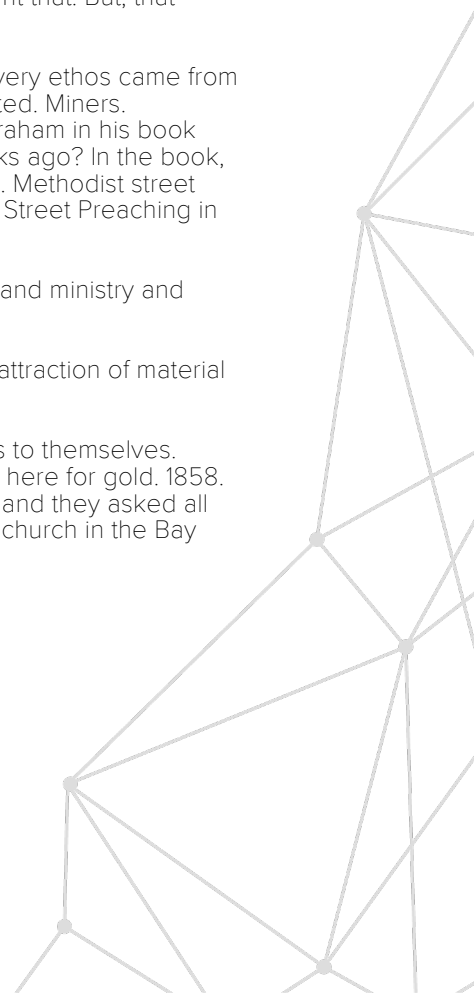 that. But, that
very ethos came from
ted. Miners.
raham in his book
ks ago? In the book,
. Methodist street
Street Preaching in
and ministry and
attraction of material
s to themselves.
here for gold. 1858.
and they asked all
church in the Bay